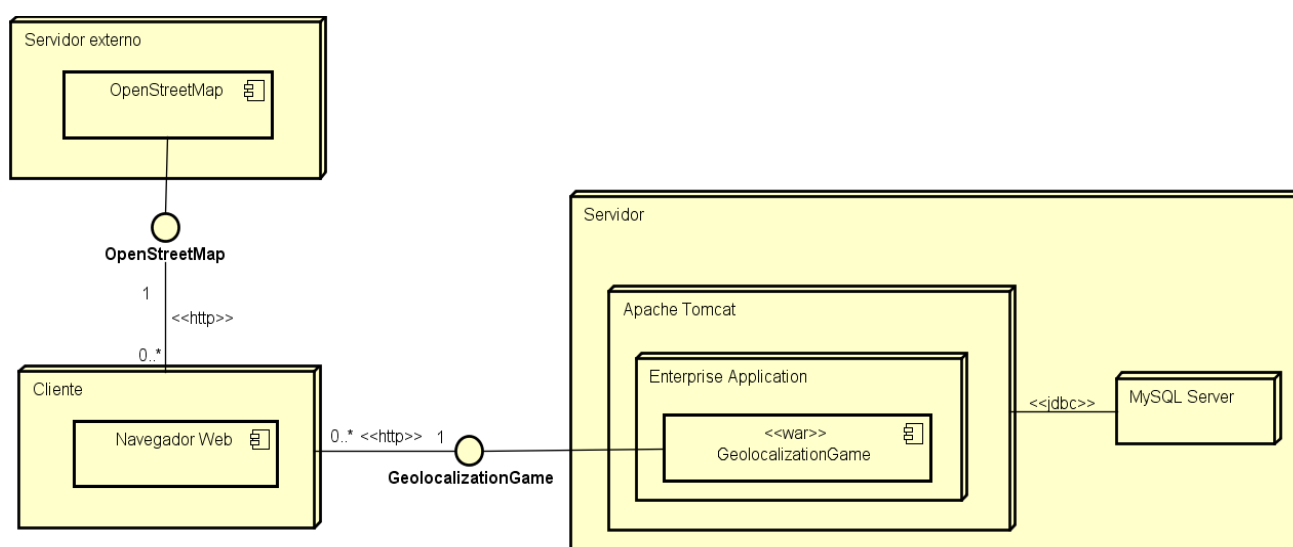 Servidor externo
OpenStreetMap
OpenStreetMap
1
<<http>>
0..*
Cliente
Navegador Web
0..* <<http>> 1
GeolocalizationGame
Servidor
Apache Tomcat
Enterprise Application
<<war>>
GeolocalizationGame
<<jdbc>>
MySQL Server